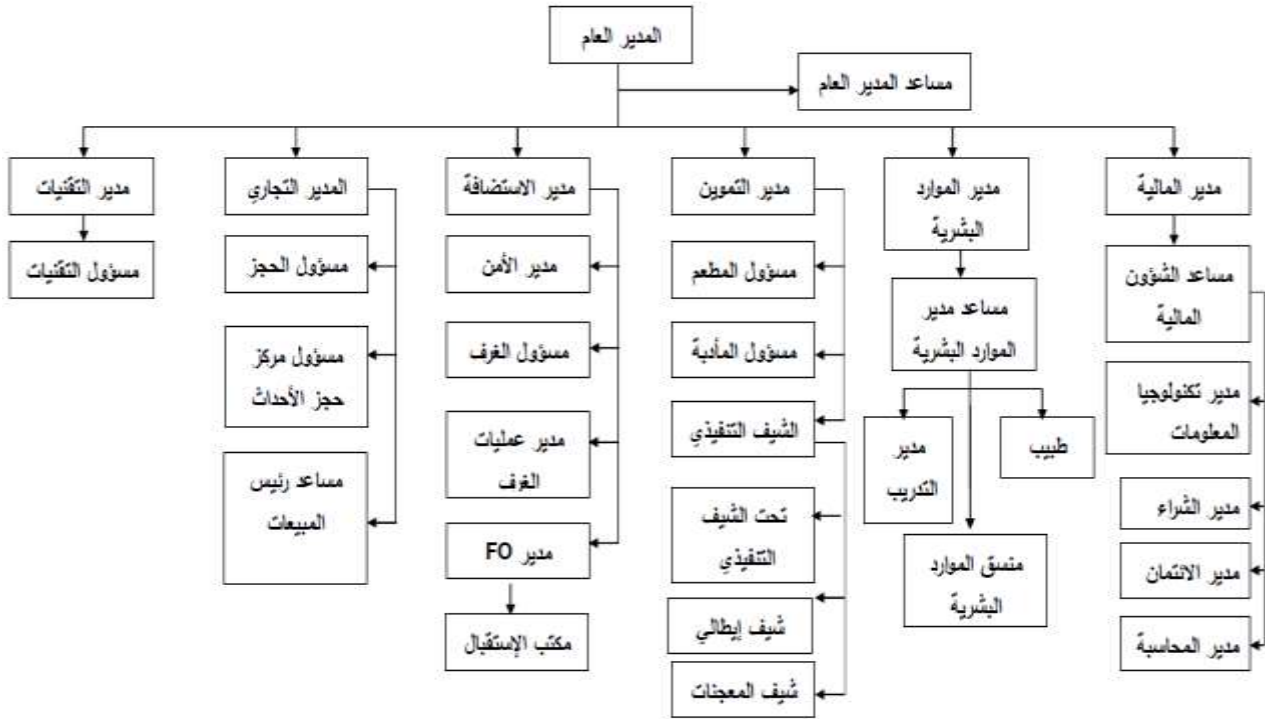 المدير العام
مساعد المدير العام
مدير المالية
مساعد الشؤون
المالية
مدير تكنولوجيا
المعلومات
مدير الشراء
مدير الائتمان
مدير المحاسبة
مدير الموارد
البشرية
مساعد مدير
الموارد البشرية
طبيب
مدير
التدريب
منسق الموارد
البشرية
مدير التموين
مسؤول المطعم
مسؤول المأدبة
الشيف التنفيذي
تحت الشيف
التنفيذي
شيف إيطالي
شيف المعجنات
مدير الاستضافة
مدير الأمن
مسؤول الغرف
مدير عمليات
الغرف
مدير FO
مكتب الإستقبال
المدير التجاري
مسؤول الحجز
مسؤول مركز
حجز الأحداث
مساعد رئيس
المبيعات
مدير التقنيات
مسؤول التقنيات